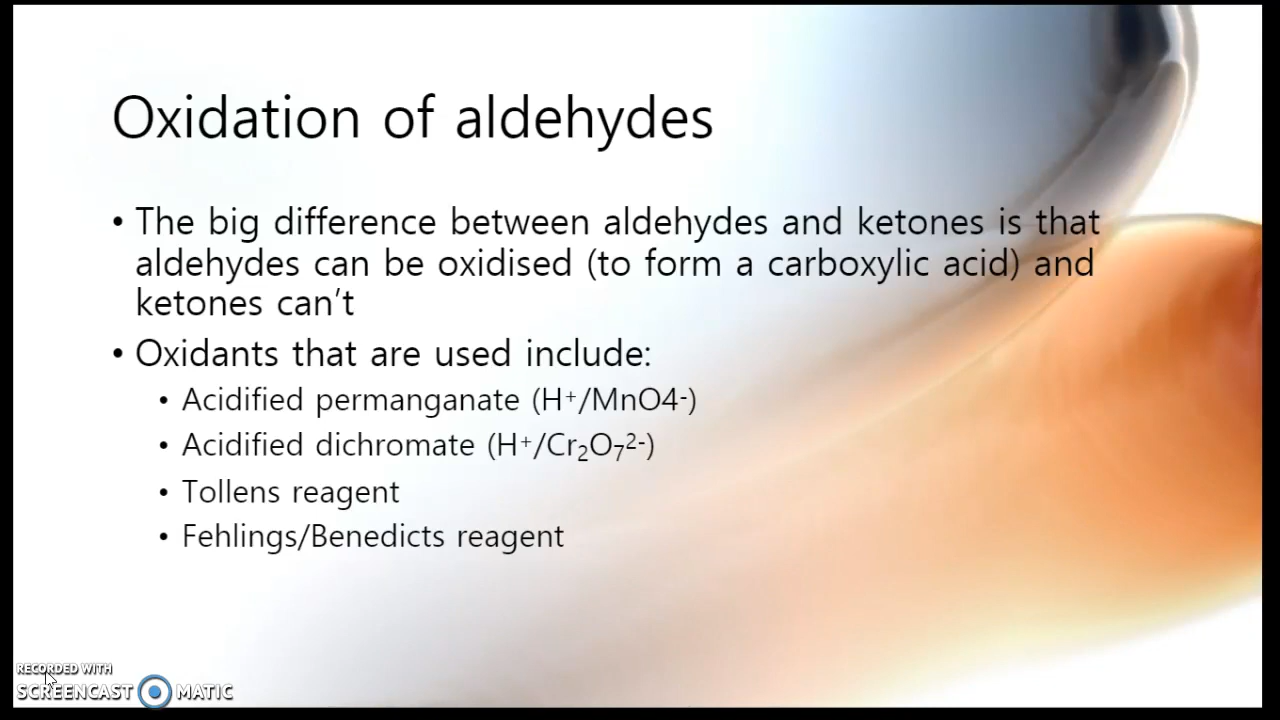 Oxidation of aldehydes
• The big difference between aldehydes and ketones is that
aldehydes can be oxidised (to form a carboxylic acid) and
ketones can't
• Oxidants that are used include:
• Acidified permanganate (H⁺/MnO4⁻)
• Acidified dichromate (H⁺/Cr₂O₇²⁻)
• Tollens reagent
• Fehlings/Benedicts reagent
RECORDED WITH
SCREENCAST MATIC